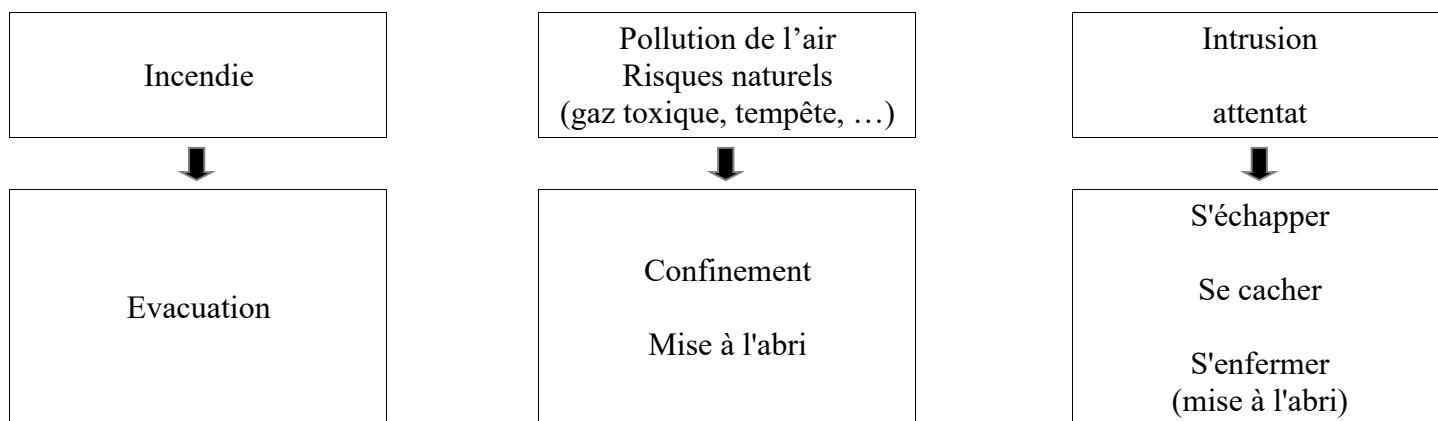 Incendie
Pollution de l’air
Risques naturels
(gaz toxique, tempête, …)
Intrusion
attentat
Evacuation
Confinement
Mise à l'abri
S'échapper
Se cacher
S'enfermer
(mise à l'abri)